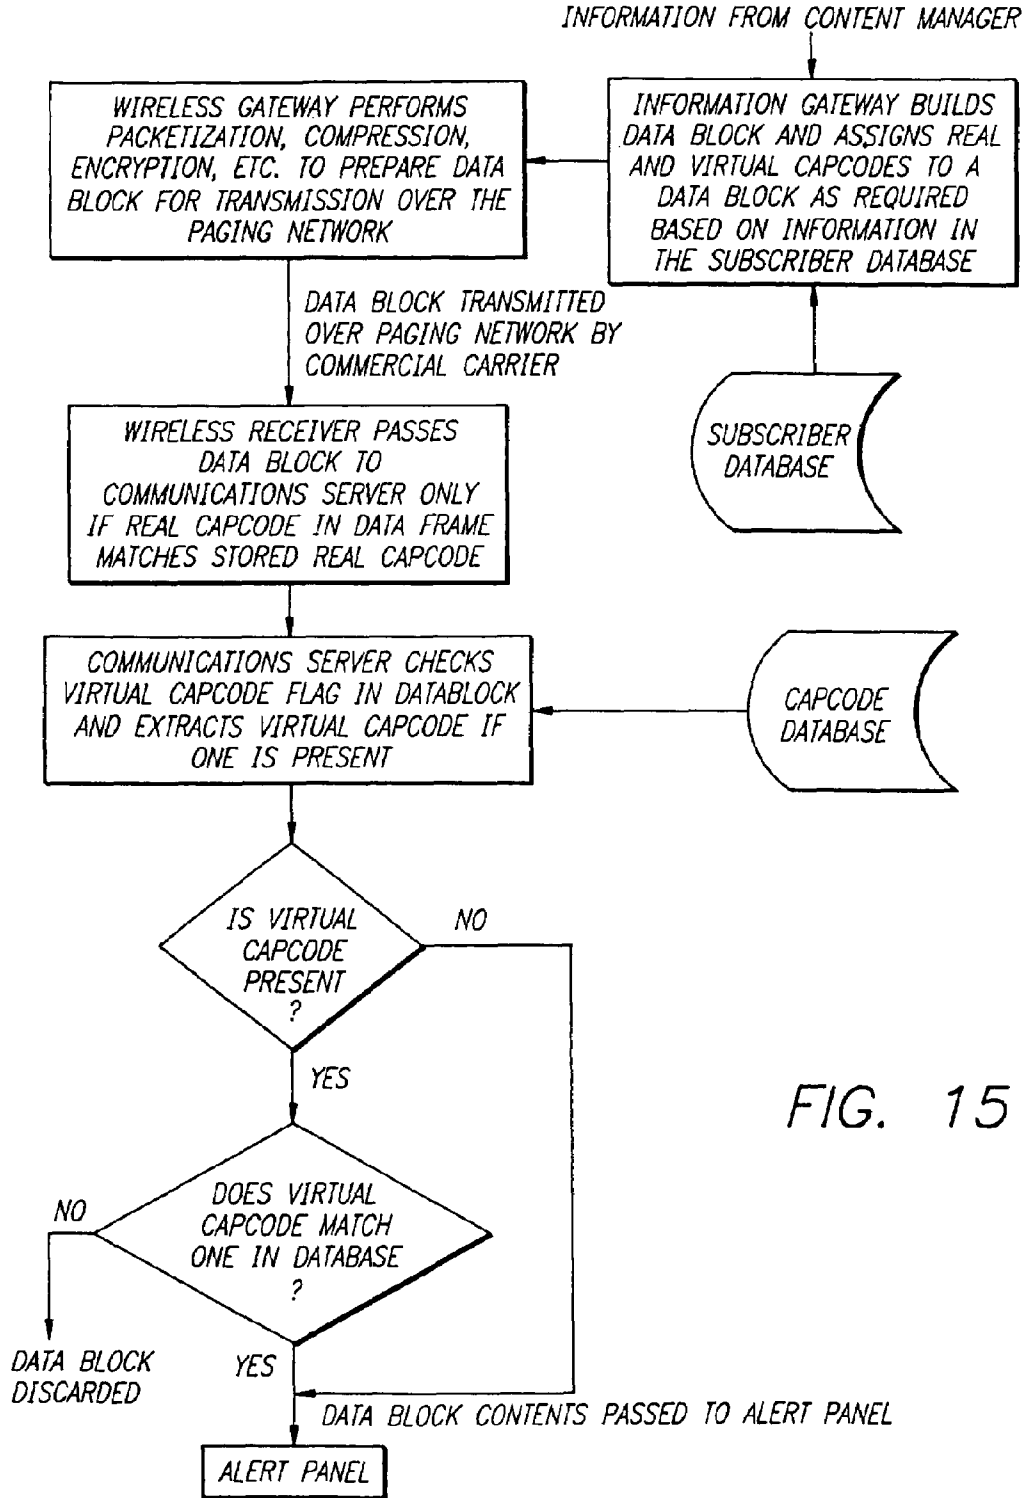 INFORMATION FROM CONTENT MANAGER
WIRELESS GATEWAY PERFORMS
PACKETIZATION, COMPRESSION,
ENCRYPTION, ETC. TO PREPARE DATA
BLOCK FOR TRANSMISSION OVER THE
PAGING NETWORK
INFORMATION GATEWAY BUILDS
DATA BLOCK AND ASSIGNS REAL
AND VIRTUAL CAPCODES TO A
DATA BLOCK AS REQUIRED
BASED ON INFORMATION IN
THE SUBSCRIBER DATABASE
DATA BLOCK TRANSMITTED
OVER PAGING NETWORK BY
COMMERCIAL CARRIER
SUBSCRIBER
DATABASE
WIRELESS RECEIVER PASSES
DATA BLOCK TO
COMMUNICATIONS SERVER ONLY
IF REAL CAPCODE IN DATA FRAME
MATCHES STORED REAL CAPCODE
COMMUNICATIONS SERVER CHECKS
VIRTUAL CAPCODE FLAG IN DATABLOCK
AND EXTRACTS VIRTUAL CAPCODE IF
ONE IS PRESENT
CAPCODE
DATABASE
IS VIRTUAL
CAPCODE
PRESENT
?
NO
YES
FIG. 15
DOES VIRTUAL
CAPCODE MATCH
ONE IN DATABASE
?
NO
DATA BLOCK
DISCARDED
YES
DATA BLOCK CONTENTS PASSED TO ALERT PANEL
ALERT PANEL